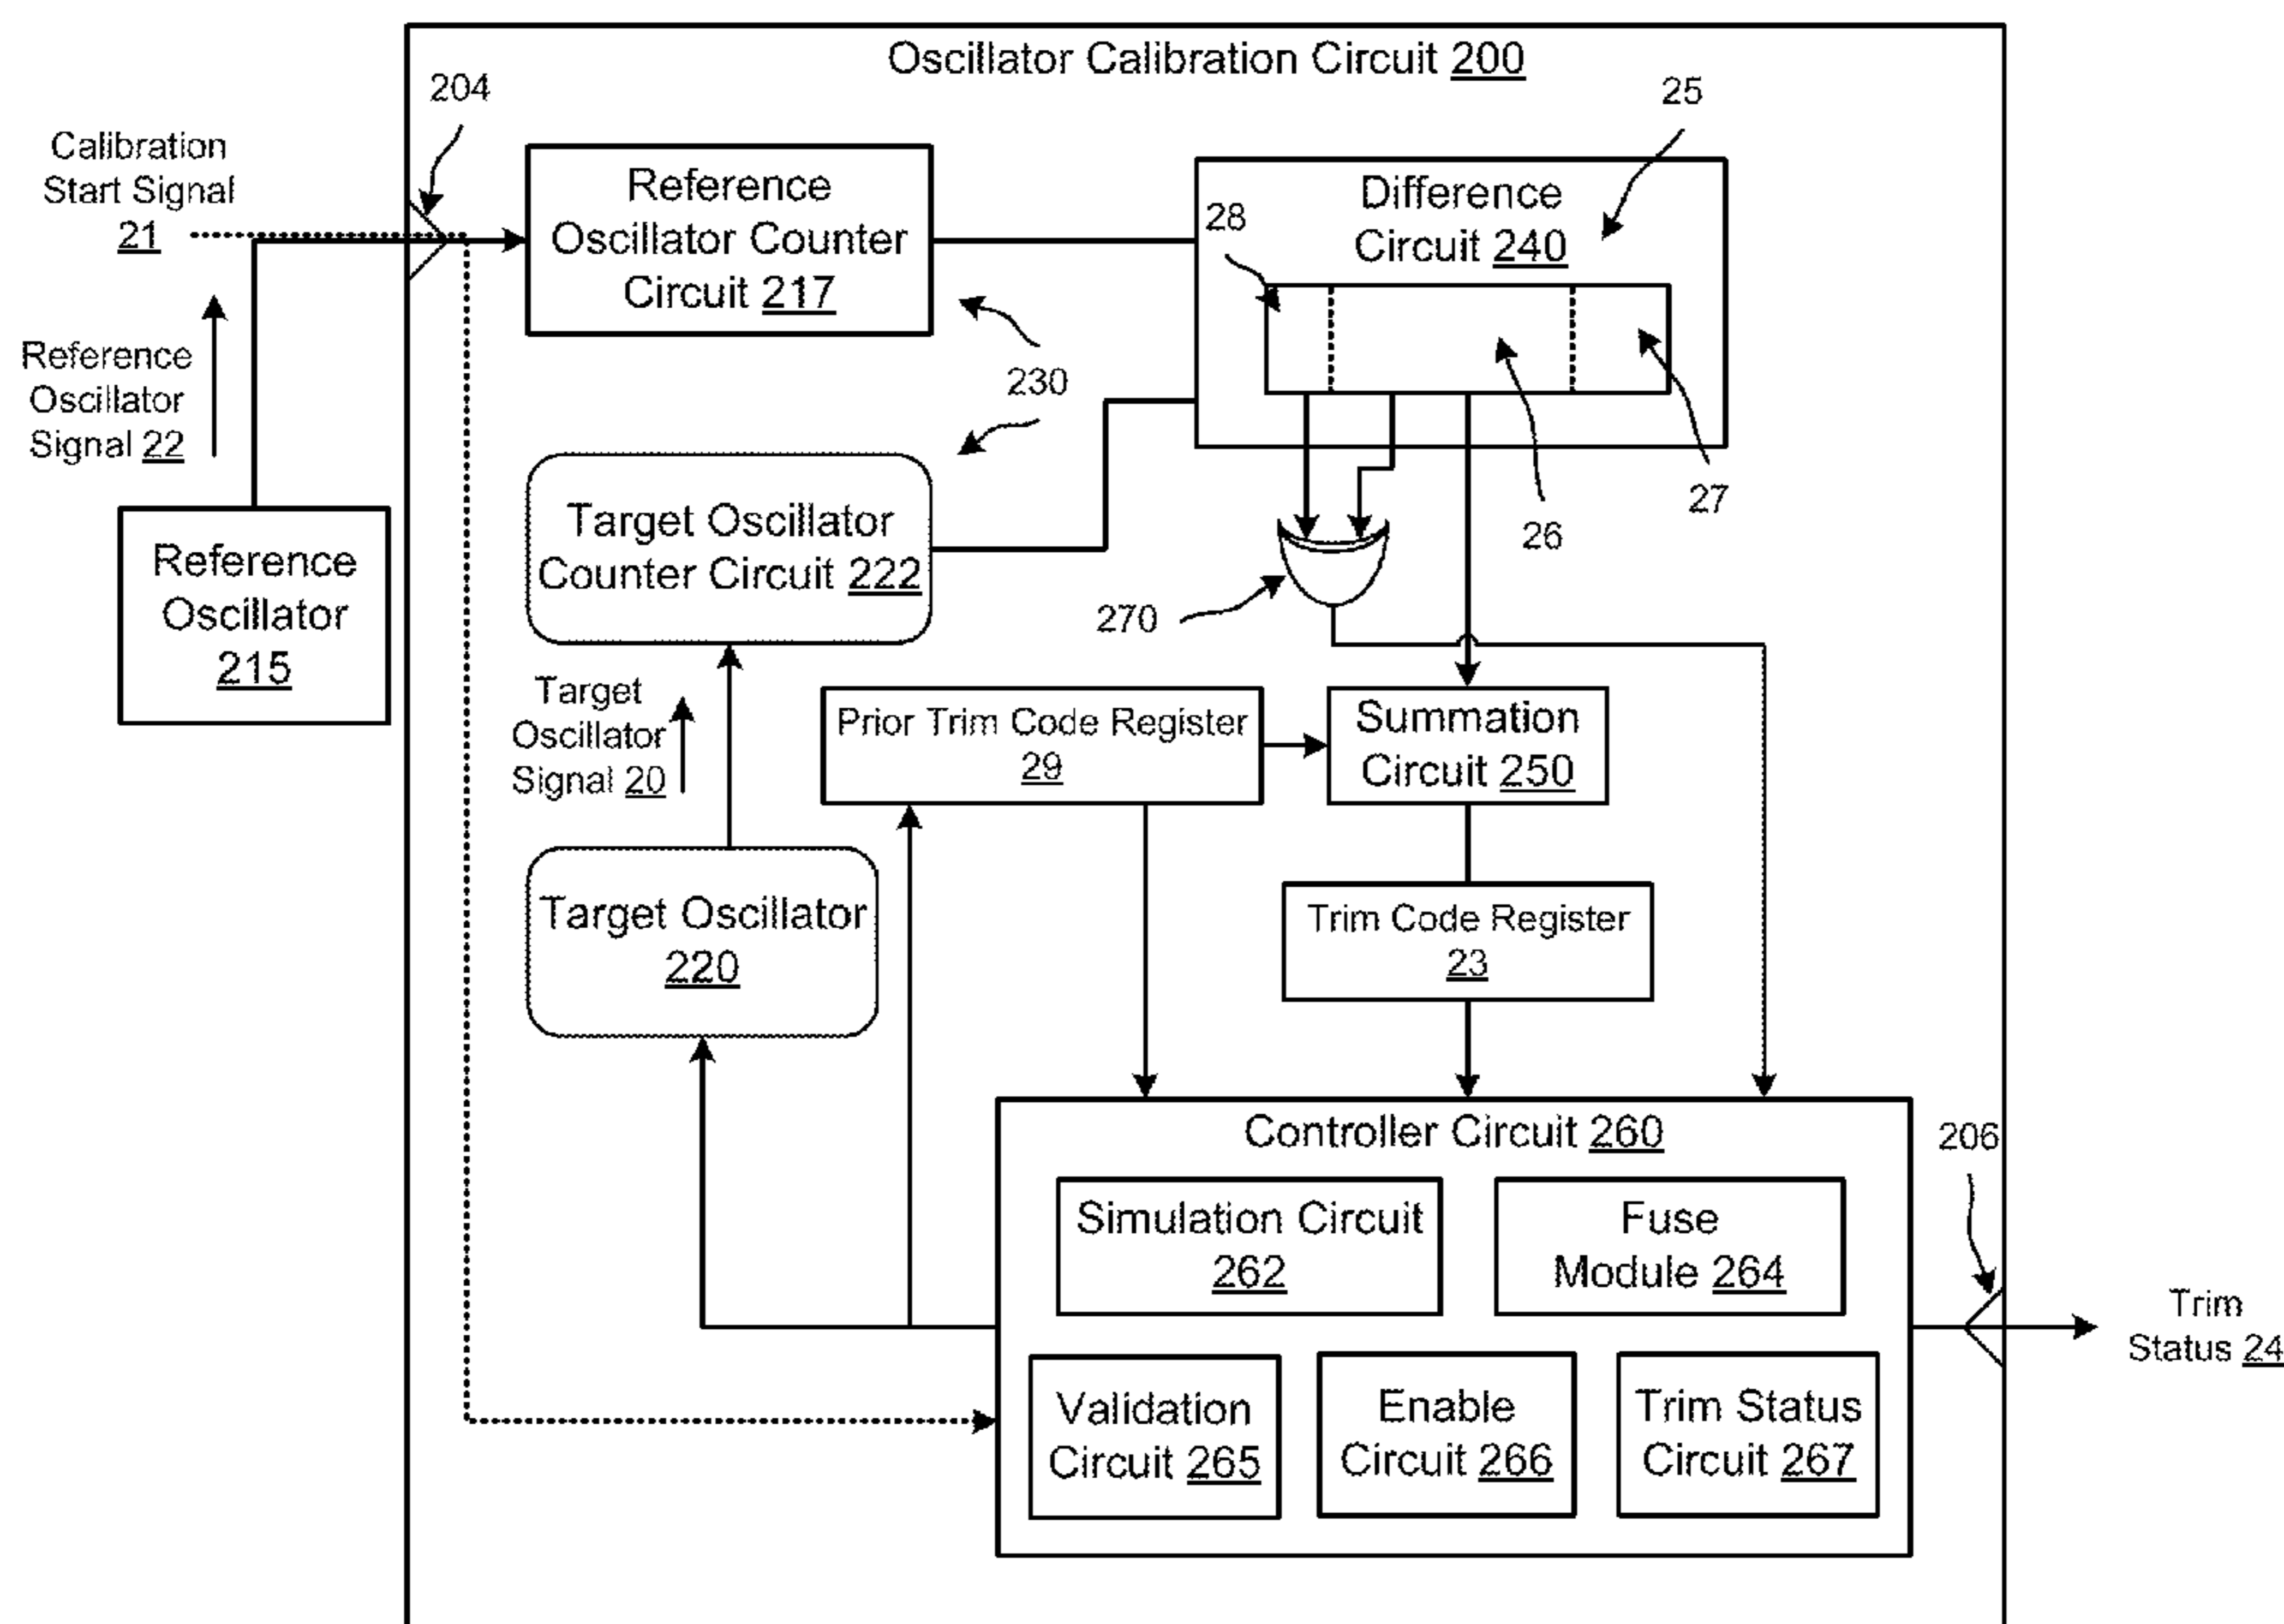 Oscillator Calibration Circuit 200
204
25
Calibration
Start Signal
21
Reference
Oscillator Counter
Circuit 217
Difference
Circuit 240
28
Reference
Oscillator
Signal 22
230
26
27
Target Oscillator
Counter Circuit 222
Reference
Oscillator
215
270
Target
Oscillator
Signal 20
Prior Trim Code Register
29
Summation
Circuit 250
Target Oscillator
220
Trim Code Register
23
Controller Circuit 260
206
Simulation Circuit
262
Fuse
Module 264
Trim
Status 24
Validation
Circuit 265
Enable
Circuit 266
Trim Status
Circuit 267